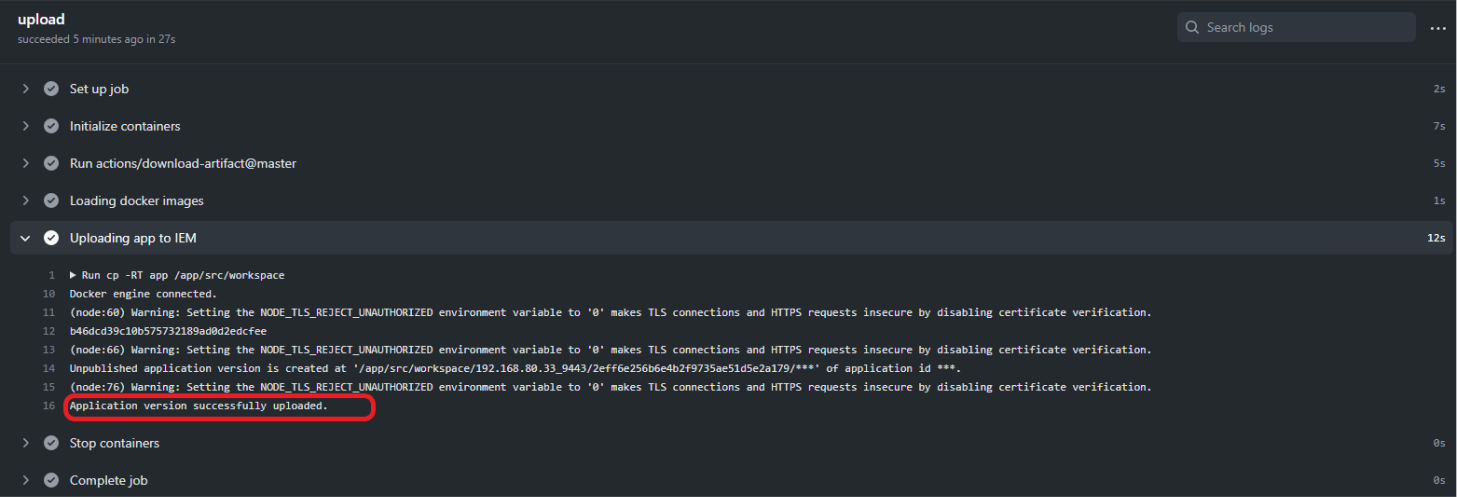 upload
succeeded 5 minutes ago in 27s
Search logs
Set up job 2s
Initialize containers 7s
Run actions/download-artifact@master 5s
Loading docker images 1s
Uploading app to IEM 12s
1 Run cp -RT app /app/src/workspace
10 Docker engine connected.
11 (node:60) Warning: Setting the NODE_TLS_REJECT_UNAUTHORIZED environment variable to '0' makes TLS connections and HTTPS requests insecure by disabling certificate verification.
12 b46dcd39c10b575732189ad0d2edcfee
13 (node:66) Warning: Setting the NODE_TLS_REJECT_UNAUTHORIZED environment variable to '0' makes TLS connections and HTTPS requests insecure by disabling certificate verification.
14 Unpublished application version is created at '/app/src/workspace/192.168.80.33_9443/2eff6e256b6e4b2f9735ae51d5e2a179/***' of application id ***.
15 (node:76) Warning: Setting the NODE_TLS_REJECT_UNAUTHORIZED environment variable to '0' makes TLS connections and HTTPS requests insecure by disabling certificate verification.
16 Application version successfully uploaded.
Stop containers 0s
Complete job 0s